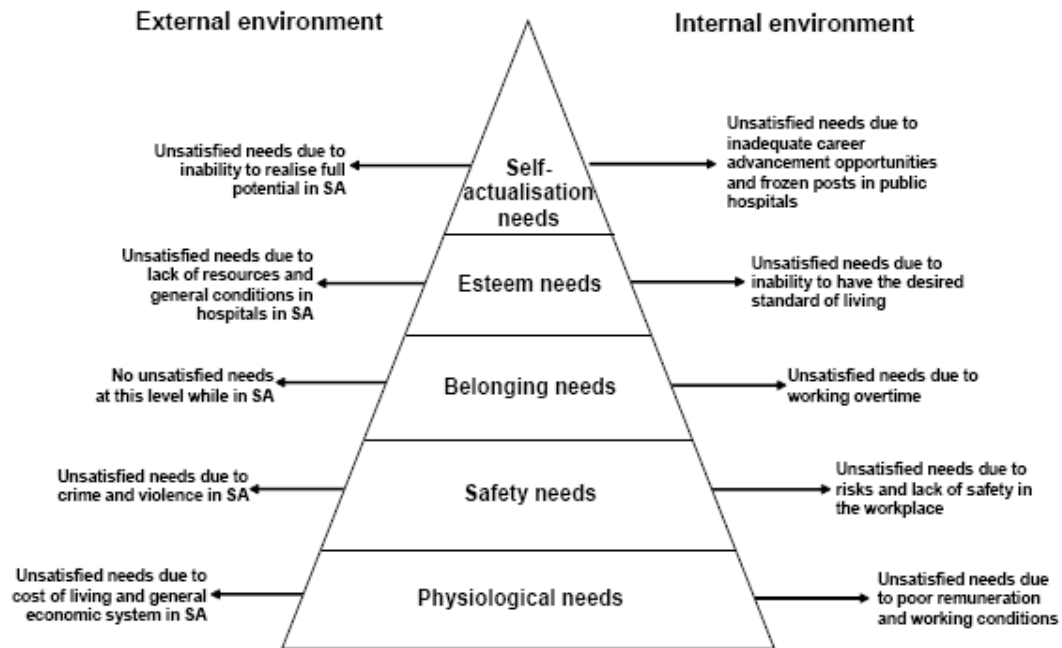 External environment
Internal environment
Unsatisfied needs due to
inability to realise full
potential in SA
Self-
actualisation
needs
Unsatisfied needs due to
inadequate career
advancement opportunities
and frozen posts in public
hospitals
Unsatisfied needs due to
lack of resources and
general conditions in
hospitals in SA
Esteem needs
Unsatisfied needs due to
inability to have the desired
standard of living
No unsatisfied needs
at this level while in SA
Belonging needs
Unsatisfied needs due to
working overtime
Unsatisfied needs due to
crime and violence in SA
Safety needs
Unsatisfied needs due to
risks and lack of safety in
the workplace
Unsatisfied needs due to
cost of living and general
economic system in SA
Physiological needs
Unsatisfied needs due
to poor remuneration
and working conditions